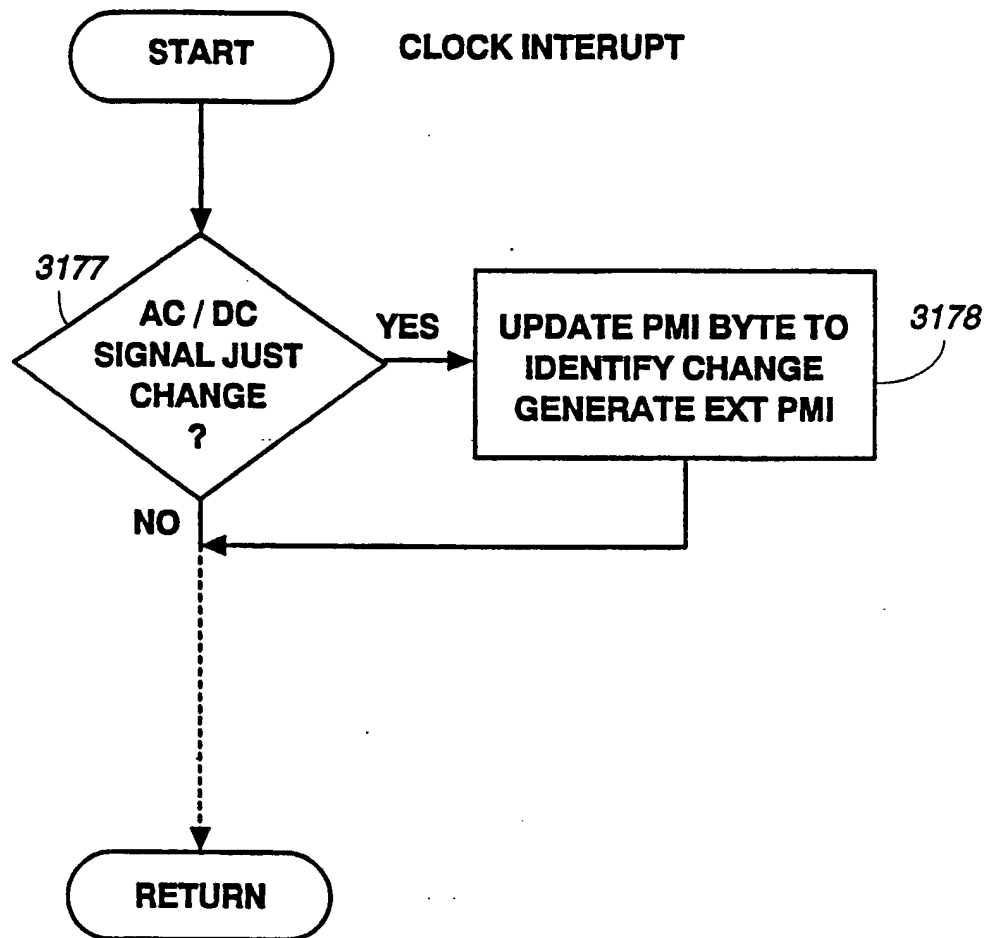 START
CLOCK INTERUPT
3177
AC / DC
SIGNAL JUST
CHANGE
?
YES
UPDATE PMI BYTE TO
IDENTIFY CHANGE
GENERATE EXT PMI
3178
NO
RETURN